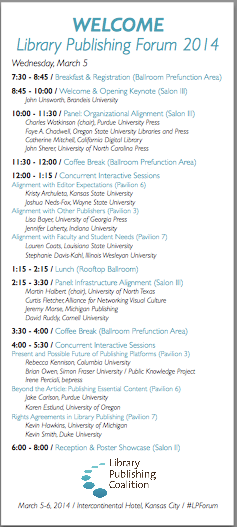 WELCOME
Library Publishing Forum 2014
Wednesday, March 5
7:30 - 8:45 / Breakfast & Registration (Ballroom Prefunction Area)
8:45 - 10:00 / Welcome & Opening Keynote (Salon III)
John Unsworth, Brandeis University
10:00 - 11:30 / Panel: Organizational Alignment (Salon III)
Charles Watkinson (chair), Purdue University Press
Faye A. Chadwell, Oregon State University Libraries and Press
Catherine Mitchell, California Digital Library
John Sherer, University of North Carolina Press
11:30 - 12:00 / Coffee Break (Ballroom Prefunction Area)
12:00 - 1:15 / Concurrent Interactive Sessions
Alignment with Editor Expectations (Pavilion 6)
Kristy Archuleta, Kansas State University
Joshua Neds-Fox, Wayne State University
Alignment with Other Publishers (Pavilion 3)
Lisa Bayer, University of Georgia Press
Jennifer Laherty, Indiana University
Alignment with Faculty and Student Needs (Pavilion 7)
Lauren Coats, Louisiana State University
Stephanie Davis-Kahl, Illinois Wesleyan University
1:15 - 2:15 / Lunch (Rooftop Ballroom)
2:15 - 3:30 / Panel: Infrastructure Alignment (Salon III)
Martin Halbert (chair), University of North Texas
Curtis Fletcher, Alliance for Networking Visual Culture
Jeremy Morse, Michigan Publishing
David Ruddy, Cornell University
3:30 - 4:00 / Coffee Break (Ballroom Prefunction Area)
4:00 - 5:30 / Concurrent Interactive Sessions
Present and Possible Future of Publishing Platforms (Pavilion 3)
Rebecca Kennison, Columbia University
Brian Owen, Simon Fraser University / Public Knowledge Project
Irene Perciali, bepress
Beyond the Article: Publishing Essential Content (Pavilion 6)
Jake Carlson, Purdue University
Karen Estlund, University of Oregon
Rights Agreements in Library Publishing (Pavilion 7)
Kevin Hawkins, University of Michigan
Kevin Smith, Duke University
6:00 - 8:00 / Reception & Poster Showcase (Salon II)
Library
Publishing
Coalition
March 5-6, 2014 / Intercontinental Hotel, Kansas City / #LPForum